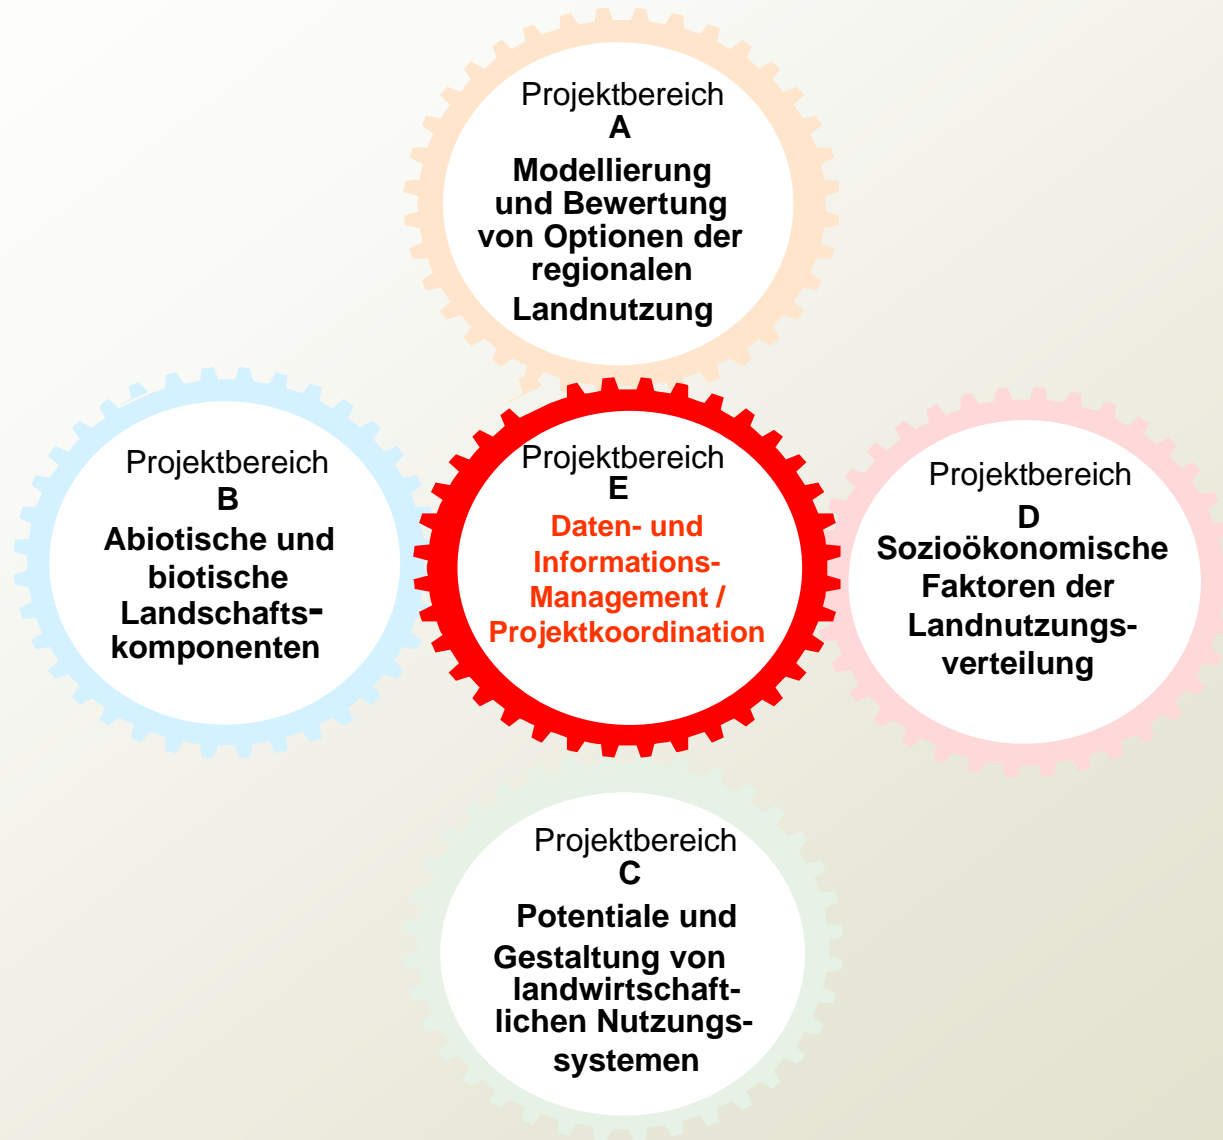 Projektbereich
A
Modellierung
und Bewertung
von Optionen der
regionalen
Landnutzung
Projektbereich
B
Abiotische und
biotische
Landschafts-
komponenten
Projektbereich
E
Daten- und
Informations-
Management /
Projektkoordination
Projektbereich
D
Sozioökonomische
Faktoren der
Landnutzungs-
verteilung
Projektbereich
C
Potentiale und
Gestaltung von
landwirtschaft-
lichen Nutzungs-
systemen